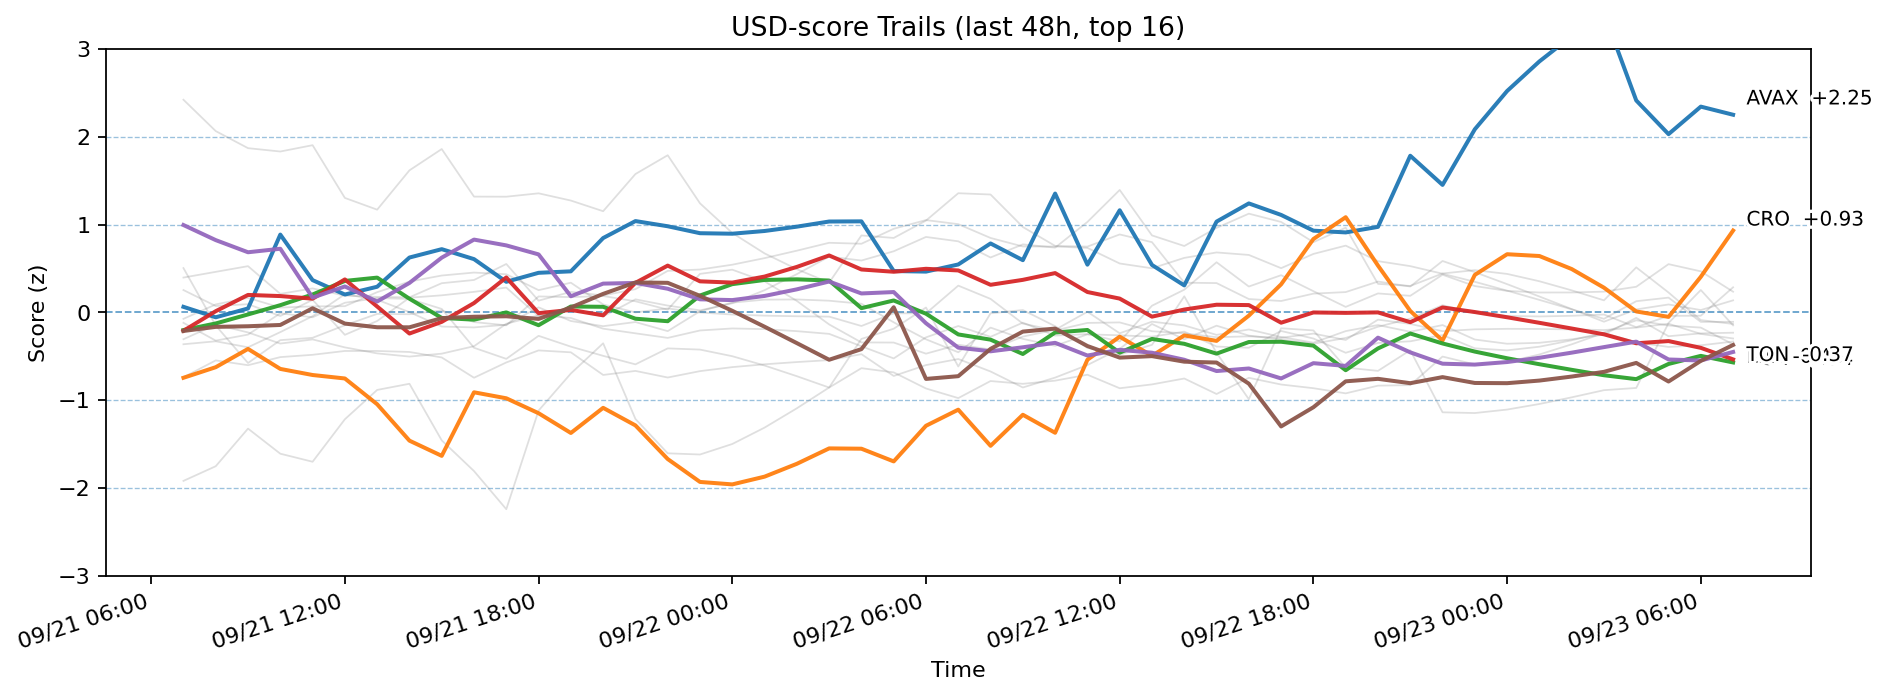 USD-score Trails (last 48h, top 16)
3
2
1
0
−1
−2
−3
Score (z)
AVAX +2.25
CRO +0.93
TON -0.37
09/21 06:00
09/21 12:00
09/21 18:00
09/22 00:00
09/22 06:00
09/22 12:00
09/22 18:00
09/23 00:00
09/23 06:00
Time